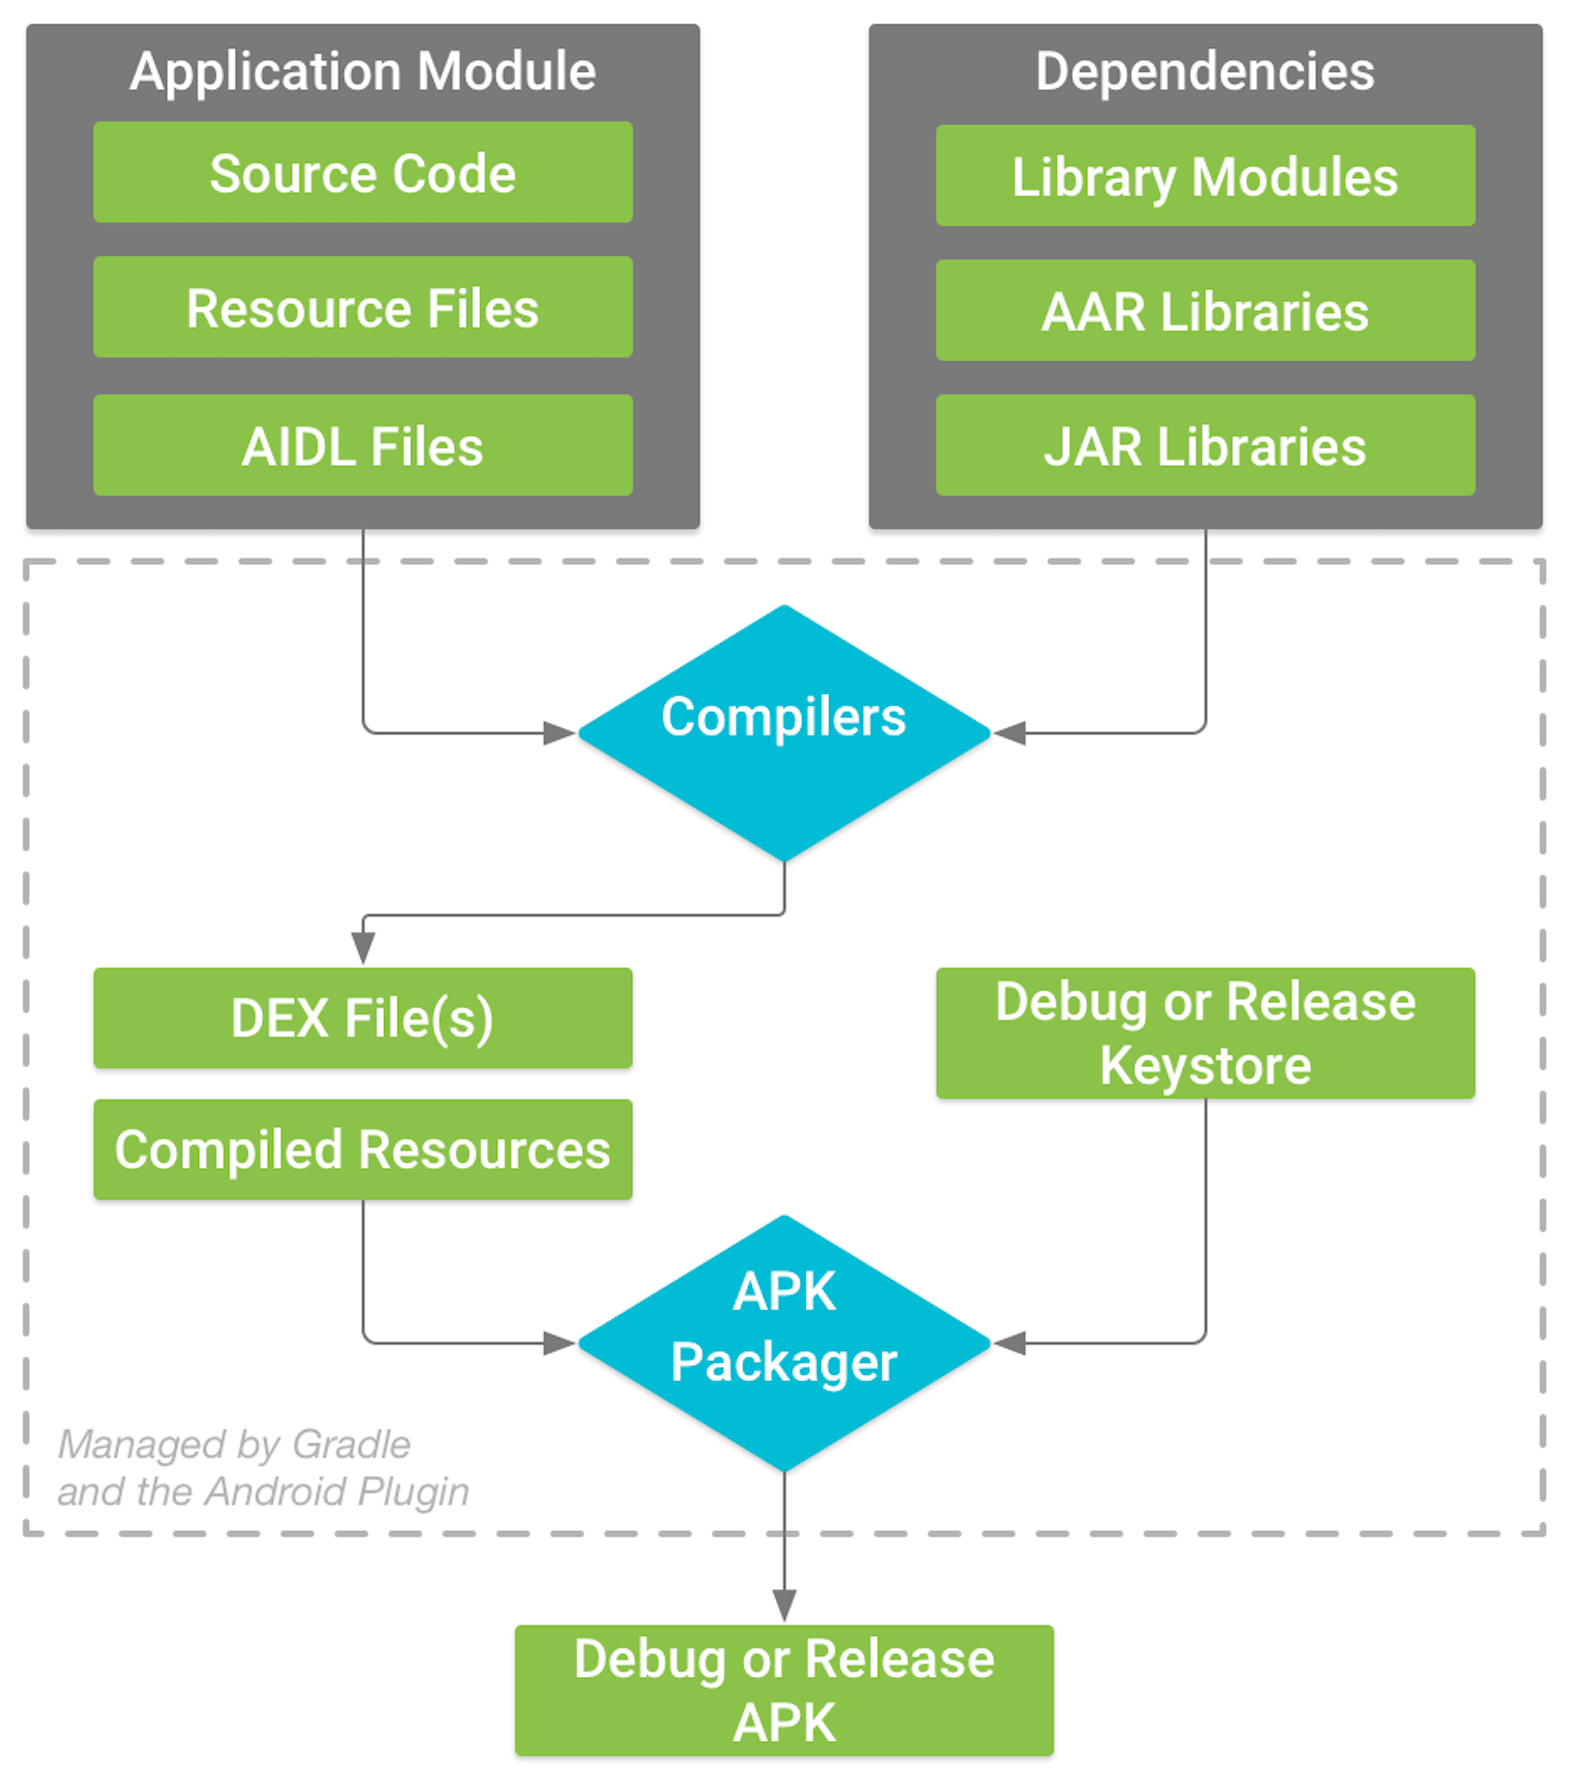 Application Module
Source Code
Resource Files
AIDL Files
Dependencies
Library Modules
AAR Libraries
JAR Libraries
Compilers
DEX File(s)
Compiled Resources
Debug or Release
Keystore
APK
Packager
Managed by Gradle
and the Android Plugin
Debug or Release
APK